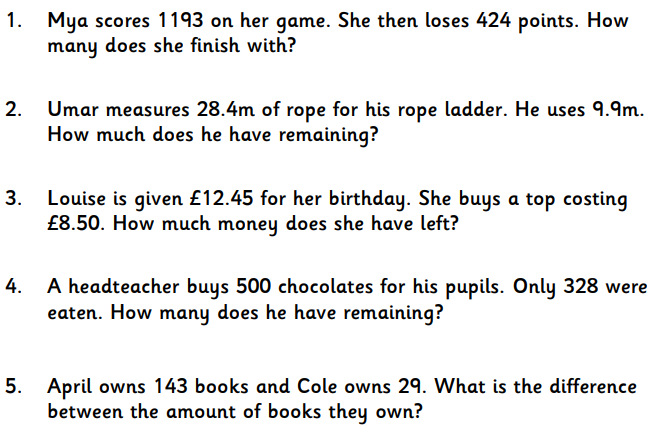 1. Mya scores 1193 on her game. She then loses 424 points. How
many does she finish with?
2. Umar measures 28.4m of rope for his rope ladder. He uses 9.9m.
How much does he have remaining?
3. Louise is given £12.45 for her birthday. She buys a top costing
£8.50. How much money does she have left?
4. A headteacher buys 500 chocolates for his pupils. Only 328 were
eaten. How many does he have remaining?
5. April owns 143 books and Cole owns 29. What is the difference
between the amount of books they own?